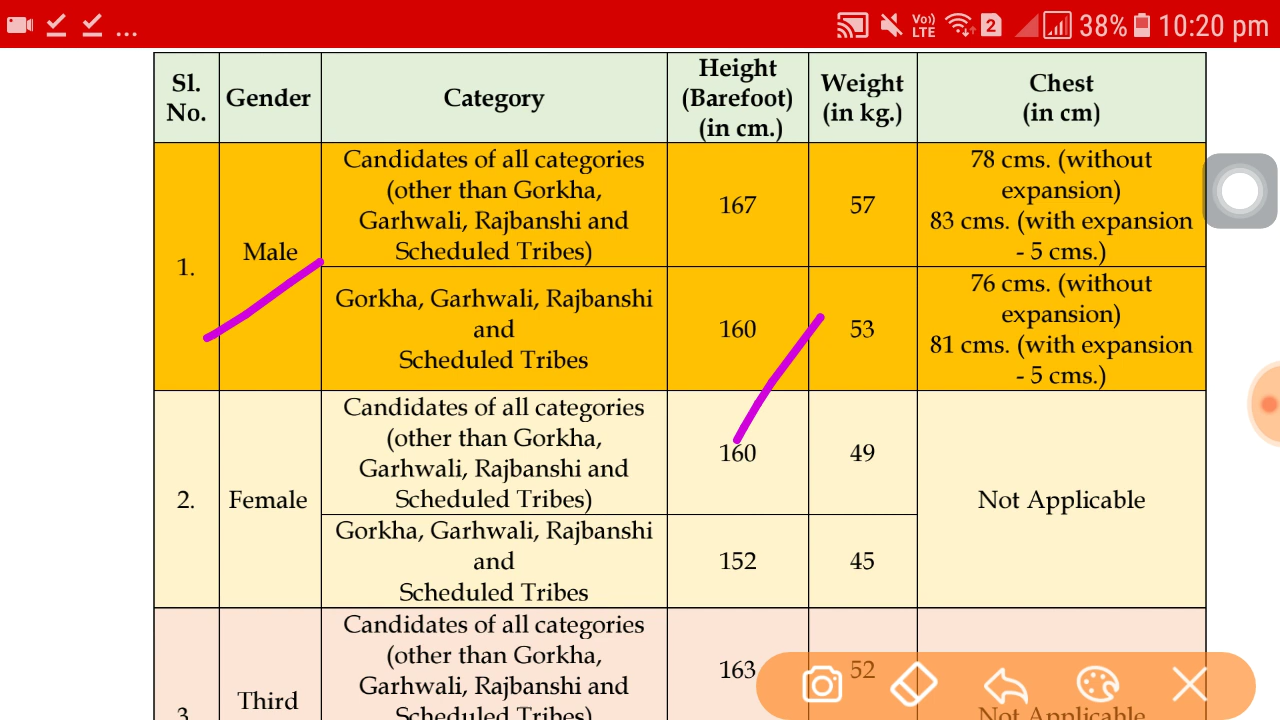 ... Vo)) LTE 2 38% 10:20 pm
Sl. No. Gender Category Height (Barefoot) (in cm.) Weight (in kg.) Chest (in cm)
1. Male
Candidates of all categories
(other than Gorkha,
Garhwali, Rajbanshi and
Scheduled Tribes)
167
57
78 cms. (without
expansion)
83 cms. (with expansion
- 5 cms.)
Gorkha, Garhwali, Rajbanshi
and
Scheduled Tribes
160
53
76 cms. (without
expansion)
81 cms. (with expansion
- 5 cms.)
2. Female
Candidates of all categories
(other than Gorkha,
Garhwali, Rajbanshi and
Scheduled Tribes)
160
49
Not Applicable
Gorkha, Garhwali, Rajbanshi
and
Scheduled Tribes
152
45
3. Third
Candidates of all categories
(other than Gorkha,
Garhwali, Rajbanshi and
Scheduled Tribes)
163
52
Not Applicable